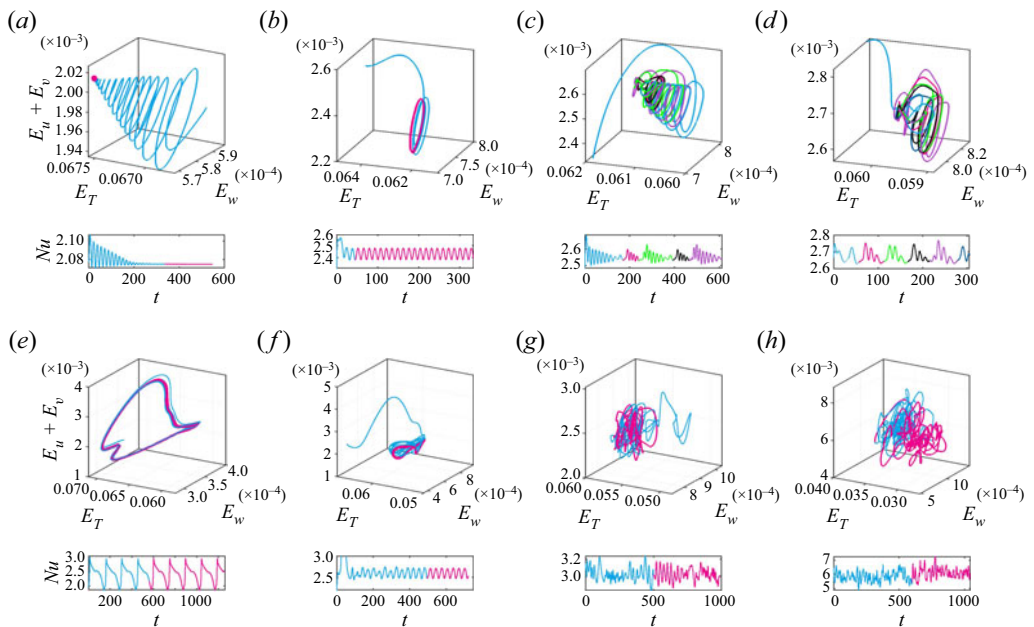 (a) (b) (c) (d)
(×10⁻³) (×10⁻³) (×10⁻³) (×10⁻³)
E_u + E_v 2.02 2.00 1.98 1.96 1.94
0.0675 0.0670 5.7 5.8 5.9 (×10⁻⁴)
E_T E_w
2.6 2.4 2.2
0.064 0.062 7.0 7.5 8.0 (×10⁻⁴)
E_T E_w
2.8 2.7 2.6 2.5 2.4
0.062 0.061 0.060 7 8 (×10⁻⁴)
E_T E_w
3.0 2.9 2.8 2.7 2.6
0.060 0.059 8.0 8.2 (×10⁻⁴)
E_T E_w
Nu 2.10 2.08
0 200 400 600
t
2.6 2.5 2.4
0 100 200 300
t
2.6 2.5
0 200 400 600
t
2.8 2.7 2.6
0 100 200 300
t
(e) (f) (g) (h)
(×10⁻³) (×10⁻³) (×10⁻³) (×10⁻³)
E_u + E_v 4 3 2 1
0.070 0.065 0.060 3.0 3.5 4.0 (×10⁻⁴)
E_T E_w
5 4 3 2 1
0.06 0.05 4 6 8 (×10⁻⁴)
E_T E_w
3.0 2.5 2.0
0.060 0.055 0.050 8 9 10 (×10⁻⁴)
E_T E_w
8 6 4
0.040 0.035 0.030 5 10 (×10⁻⁴)
E_T E_w
Nu 3.0 2.5 2.0
200 600 1000
t
3.0 2.5
0 200 400 600
t
3.2 3.0
0 500 1000
t
7 6 5
0 500 1000
t